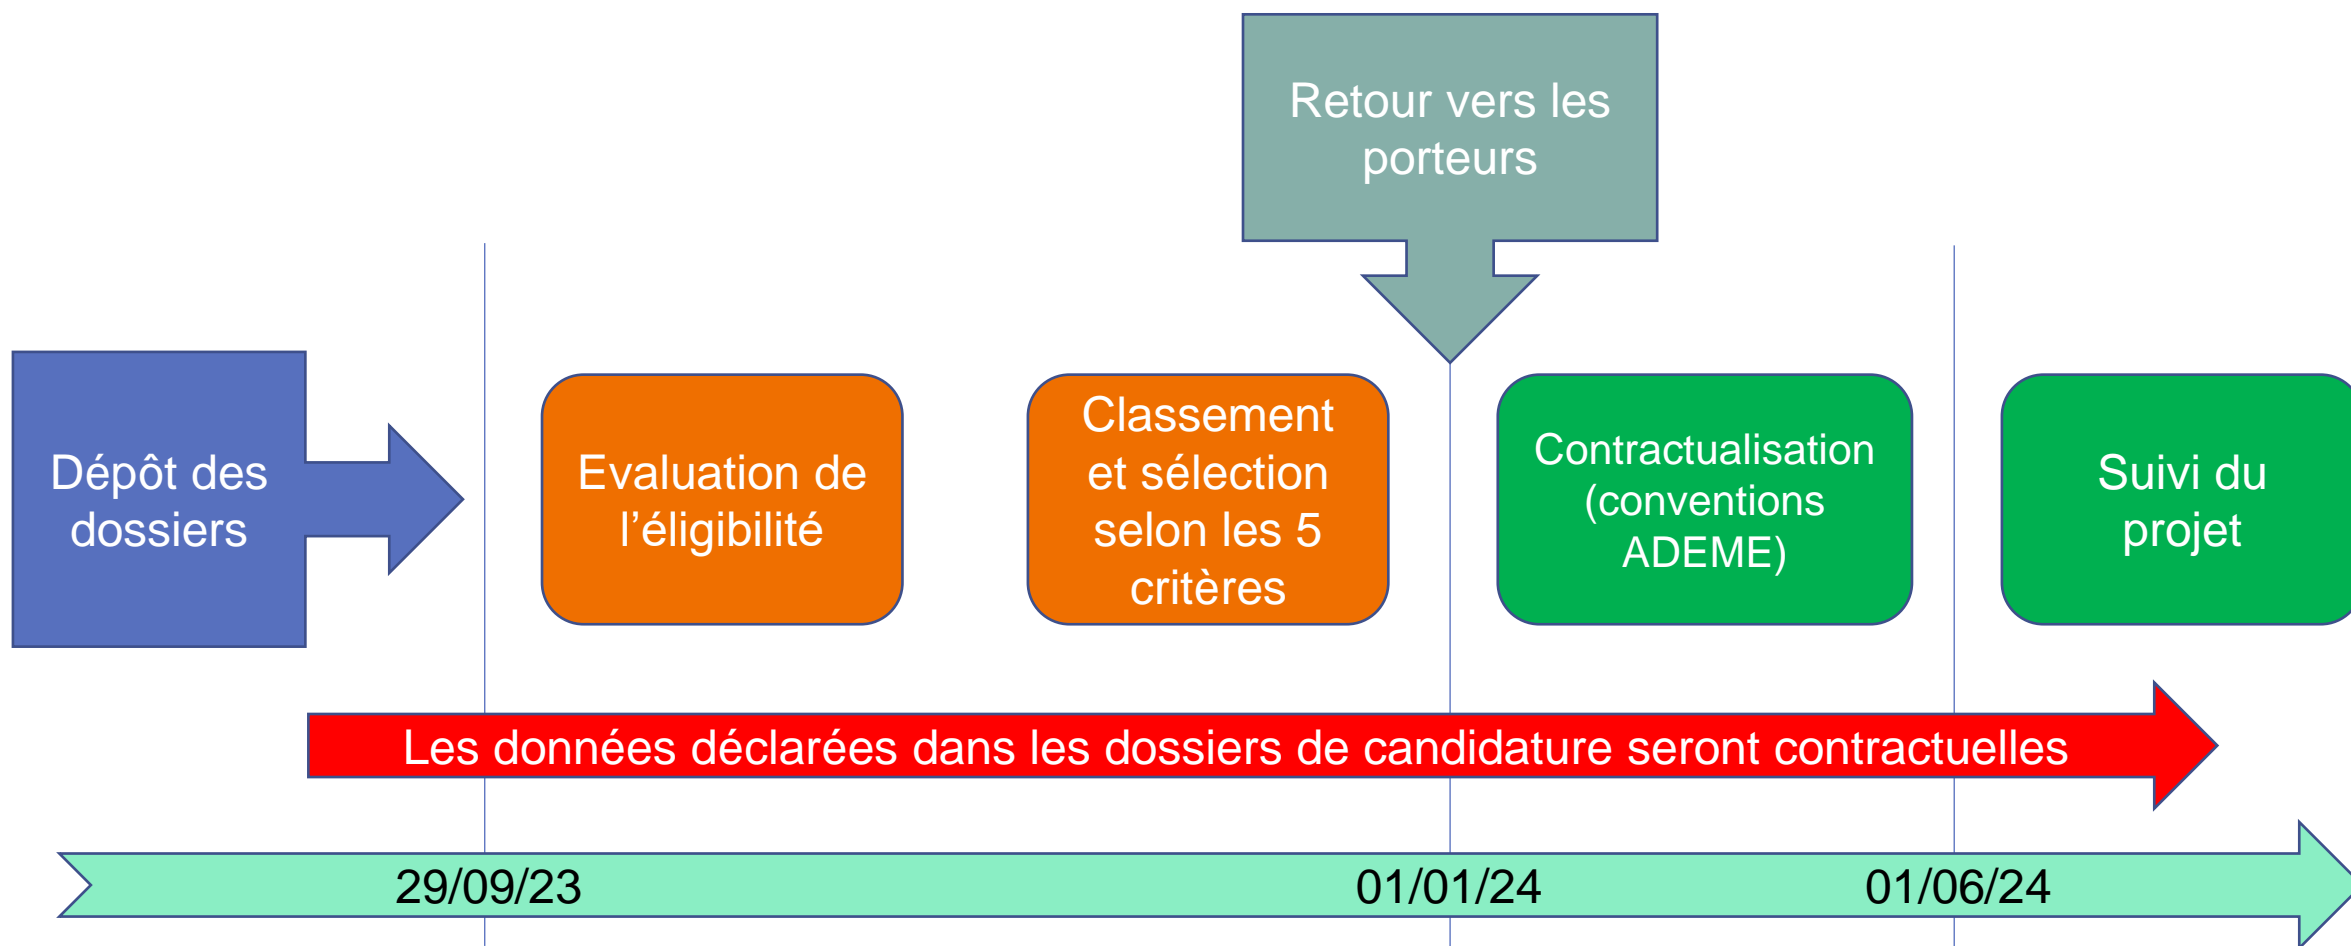 Retour vers les
porteurs
Dépôt des
dossiers
Evaluation de
l’éligibilité
Classement
et sélection
selon les 5
critères
Contractualisation
(conventions
ADEME)
Suivi du
projet
Les données déclarées dans les dossiers de candidature seront contractuelles
29/09/23
01/01/24
01/06/24